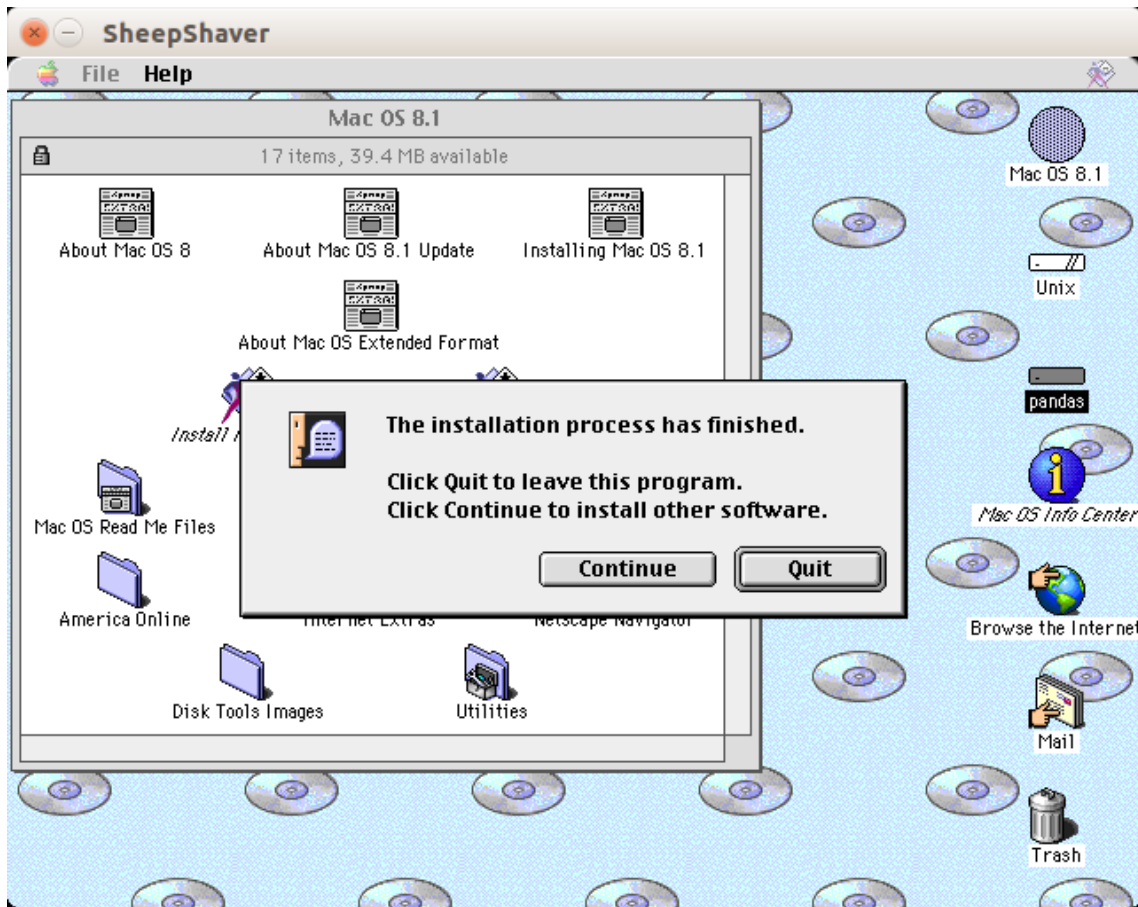 SheepShaver
File Help
Mac OS 8.1
17 items, 39.4 MB available
About Mac OS 8
About Mac OS 8.1 Update
Installing Mac OS 8.1
About Mac OS Extended Format
Install
Mac OS Read Me Files
America Online
Internet Extras
Netscape Navigator
Disk Tools Images
Utilities
The installation process has finished.
Click Quit to leave this program.
Click Continue to install other software.
Continue
Quit
Mac OS 8.1
Unix
pandas
Mac OS Info Center
Browse the Internet
Mail
Trash